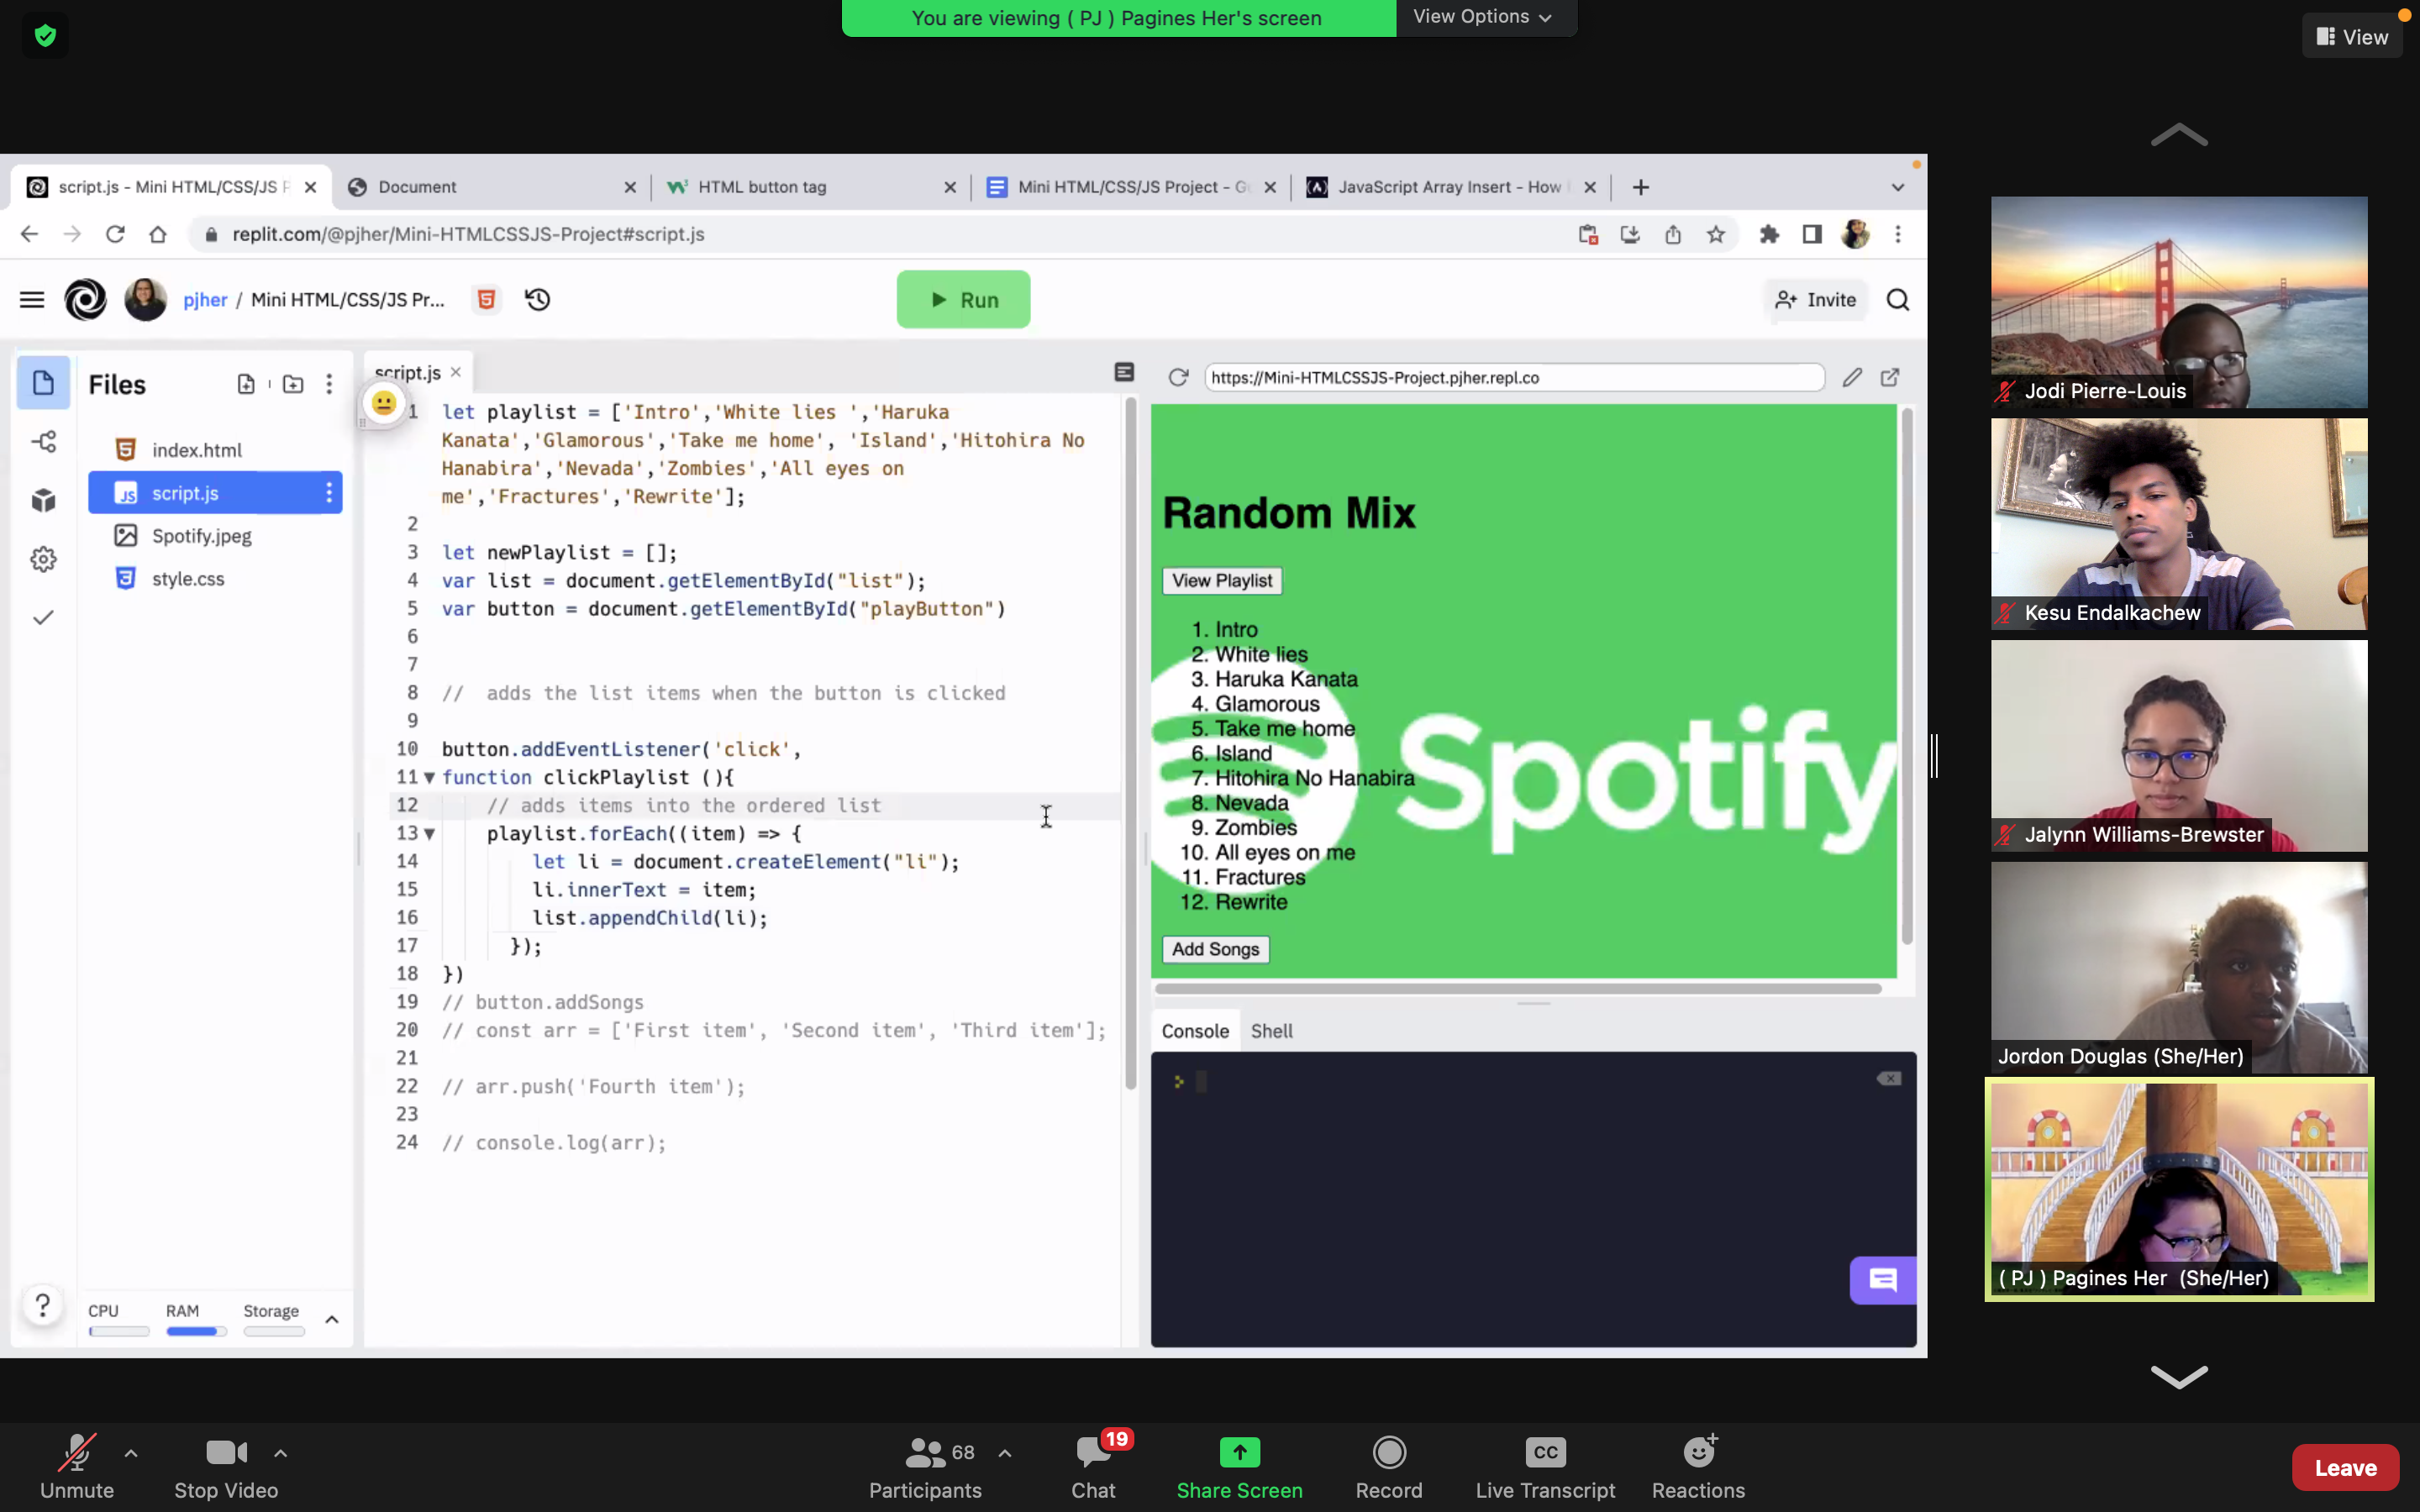 You are viewing ( PJ ) Pagines Her's screen
View Options
View
script.js - Mini HTML/CSS/JS P
Document
HTML button tag
Mini HTML/CSS/JS Project - G
JavaScript Array Insert - How
replit.com/@pjher/Mini-HTMLCSSJS-Project#script.js
pjher / Mini HTML/CSS/JS Pr...
Run
Invite
Files
index.html
script.js
Spotify.jpeg
style.css
CPU
RAM
Storage
script.js
1 let playlist = ['Intro','White lies ','Haruka
Kanata','Glamorous','Take me home', 'Island','Hitohira No
Hanabira','Nevada','Zombies','All eyes on
me','Fractures','Rewrite'];
2
3 let newPlaylist = [];
4 var list = document.getElementById("list");
5 var button = document.getElementById("playButton")
6
7
8 //  adds the list items when the button is clicked
9
10 button.addEventListener('click',
11 function clickPlaylist (){
12 // adds items into the ordered list
13 playlist.forEach((item) => {
14 let li = document.createElement("li");
15 li.innerText = item;
16 list.appendChild(li);
17 });
18 })
19 // button.addSongs
20 // const arr = ['First item', 'Second item', 'Third item'];
21
22 // arr.push('Fourth item');
23
24 // console.log(arr);
https://Mini-HTMLCSSJS-Project.pjher.repl.co
Random Mix
View Playlist
1. Intro
2. White lies
3. Haruka Kanata
4. Glamorous
5. Take me home
6. Island
7. Hitohira No Hanabira
8. Nevada
9. Zombies
10. All eyes on me
11. Fractures
12. Rewrite
Spotify
Add Songs
Console
Shell
Jodi Pierre-Louis
Kesu Endalkachew
Jalynn Williams-Brewster
Jordon Douglas (She/Her)
( PJ ) Pagines Her (She/Her)
Unmute
Stop Video
68
Participants
19
Chat
Share Screen
Record
CC
Live Transcript
Reactions
Leave